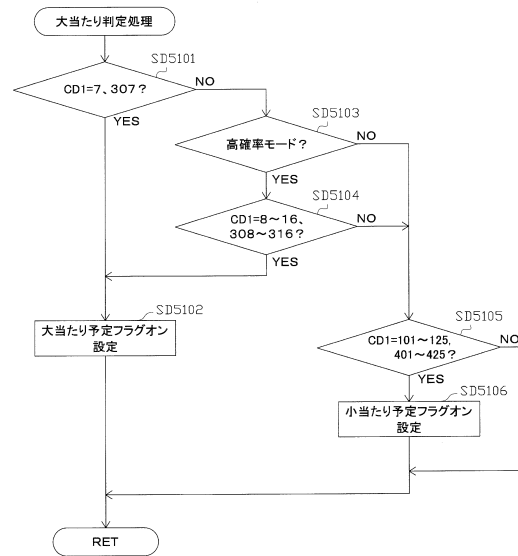 大当たり判定処理
SD5101
CD1=7、307？
NO
YES
SD5103
高確率モード？
NO
YES
SD5104
CD1=8～16、
308～316？
NO
YES
SD5102
大当たり予定フラグオン
設定
SD5105
CD1=101～125,
401～425？
NO
YES
SD5106
小当たり予定フラグオン
設定
RET